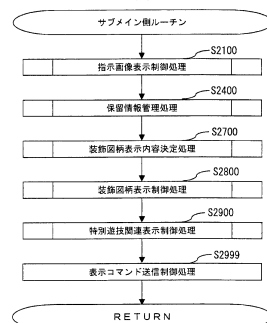 サブメイン側ルーチン
S2100
指示画像表示制御処理
S2400
保留情報管理処理
S2700
装飾図柄表示内容決定処理
S2800
装飾図柄表示制御処理
S2900
特別遊技関連表示制御処理
S2999
表示コマンド送信制御処理
RETURN